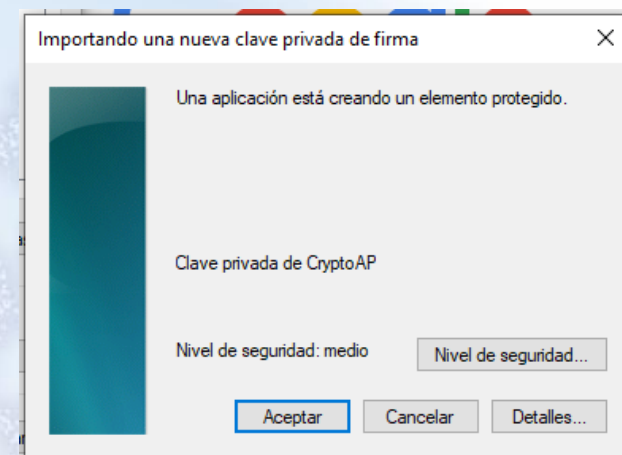 Importando una nueva clave privada de firma
Una aplicación está creando un elemento protegido.
Clave privada de CryptoAP
Nivel de seguridad: medio
Nivel de seguridad...
Aceptar
Cancelar
Detalles...